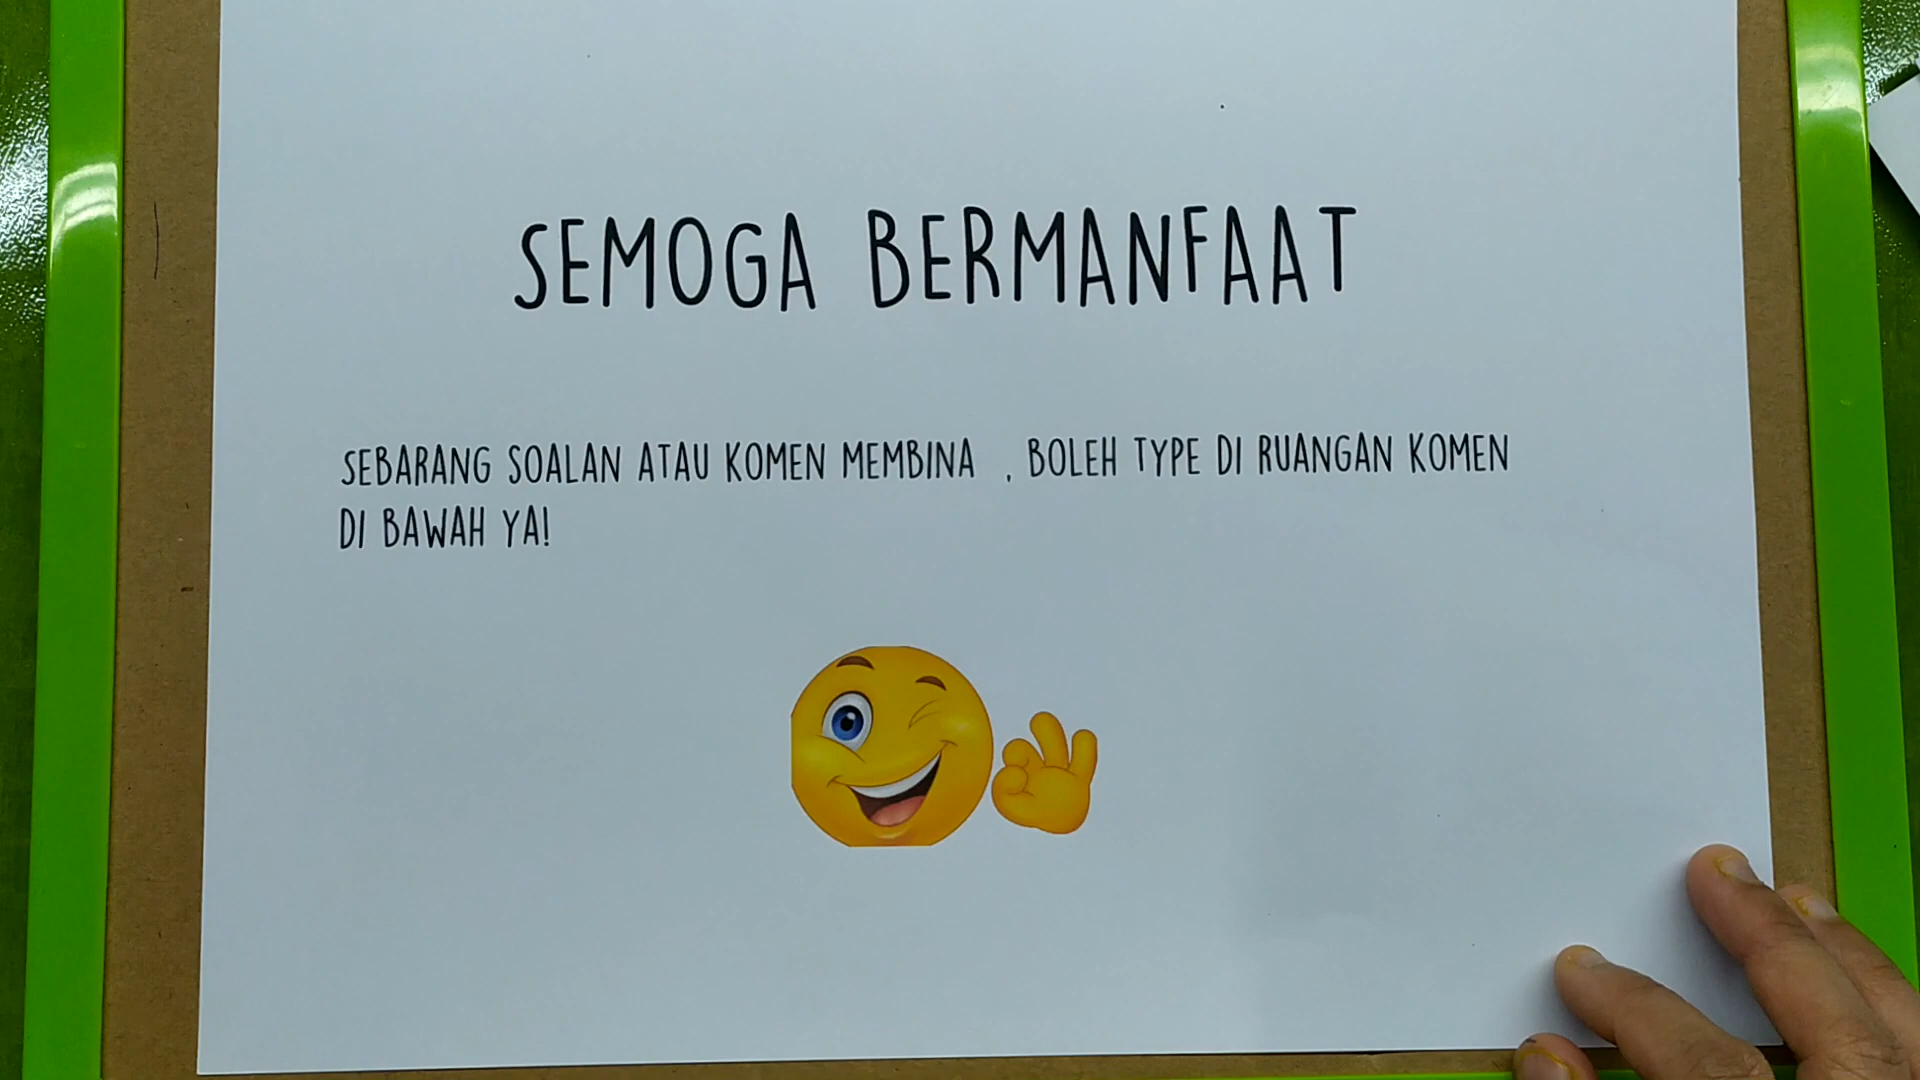 SEMOGA BERMANFAAT
SEBARANG SOALAN ATAU KOMEN MEMBINA , BOLEH TYPE DI RUANGAN KOMEN
DI BAWAH YA!